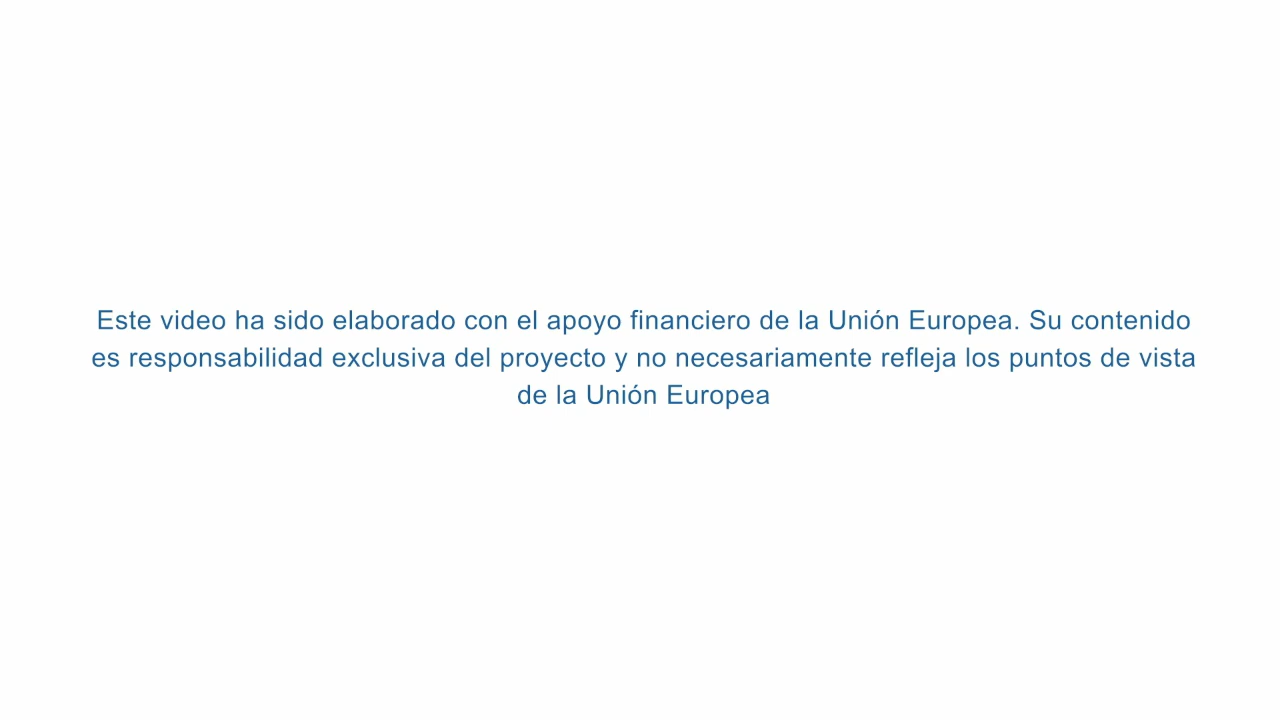 Este video ha sido elaborado con el apoyo financiero de la Unión Europea. Su contenido
es responsabilidad exclusiva del proyecto y no necesariamente refleja los puntos de vista
de la Unión Europea